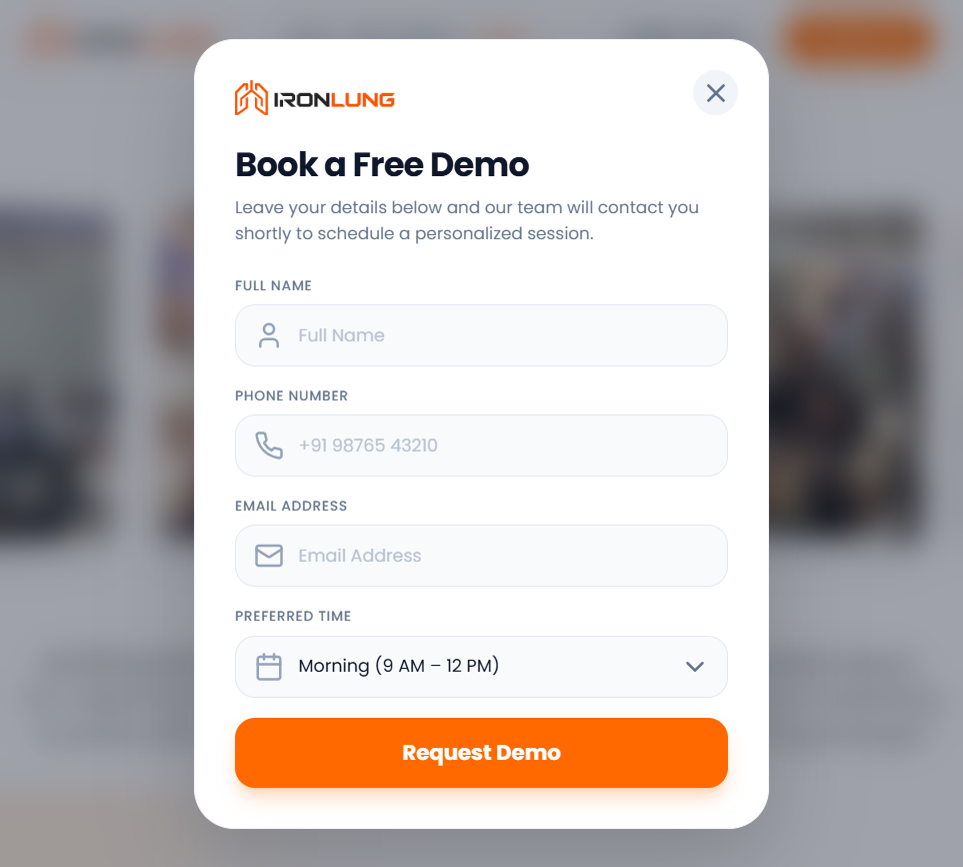 IRONLUNG
Book a Free Demo
Leave your details below and our team will contact you
shortly to schedule a personalized session.
FULL NAME
Full Name
PHONE NUMBER
+91 98765 43210
EMAIL ADDRESS
Email Address
PREFERRED TIME
Morning (9 AM – 12 PM)
Request Demo